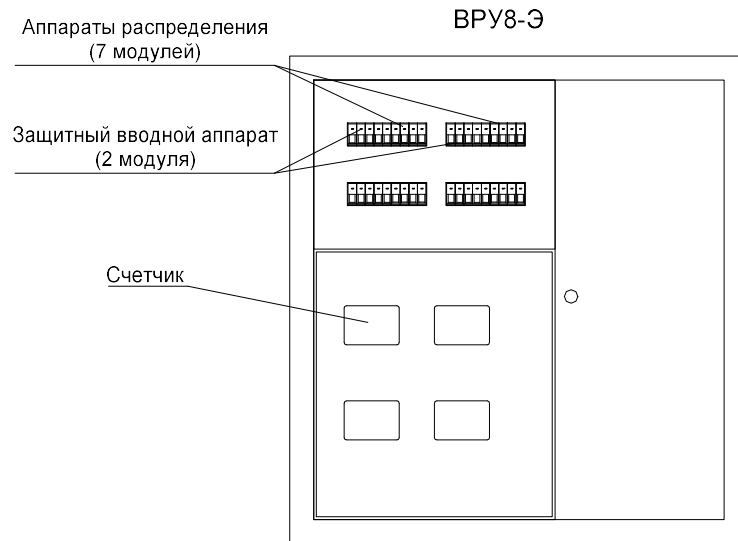 ВРУ8-Э
Аппараты распределения
(7 модулей)
Защитный вводной аппарат
(2 модуля)
Счетчик